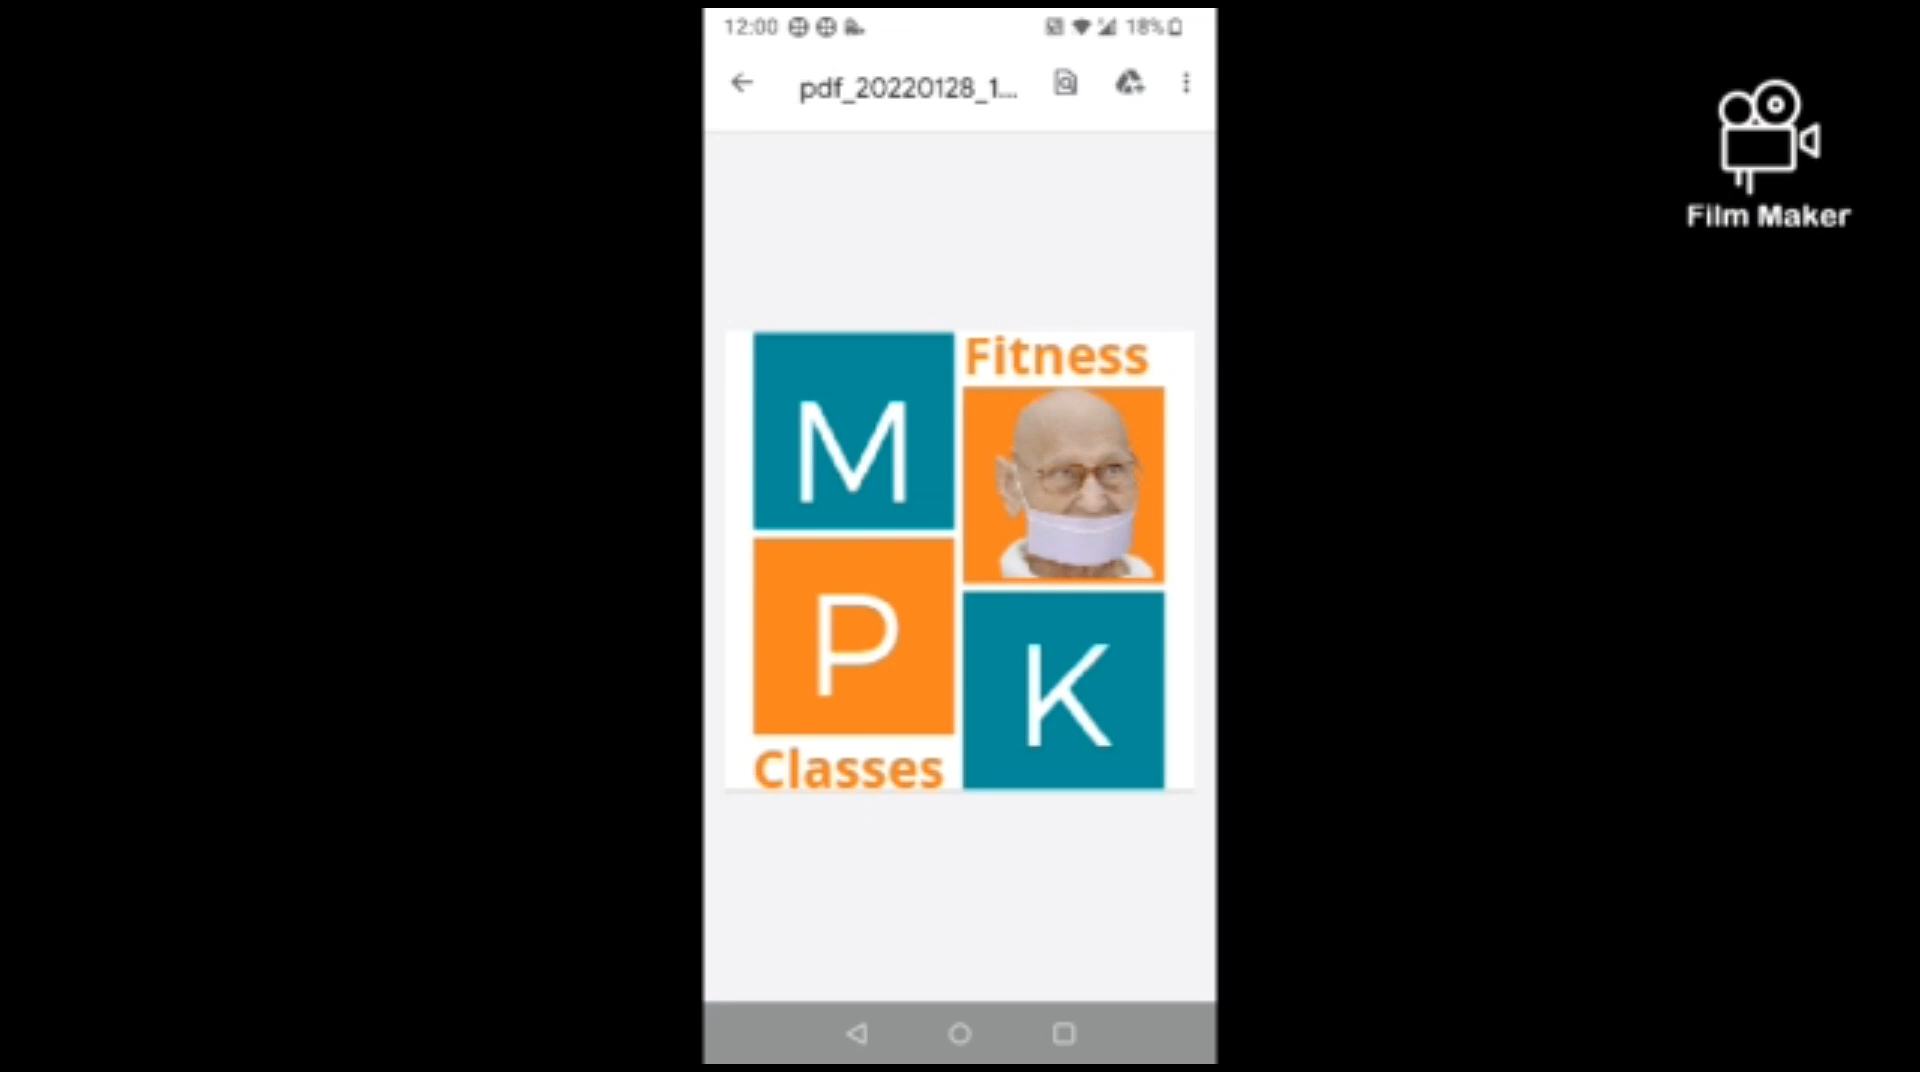 12:00
18%
pdf_20220128_1...
Film Maker
M
Fitness
P
K
Classes